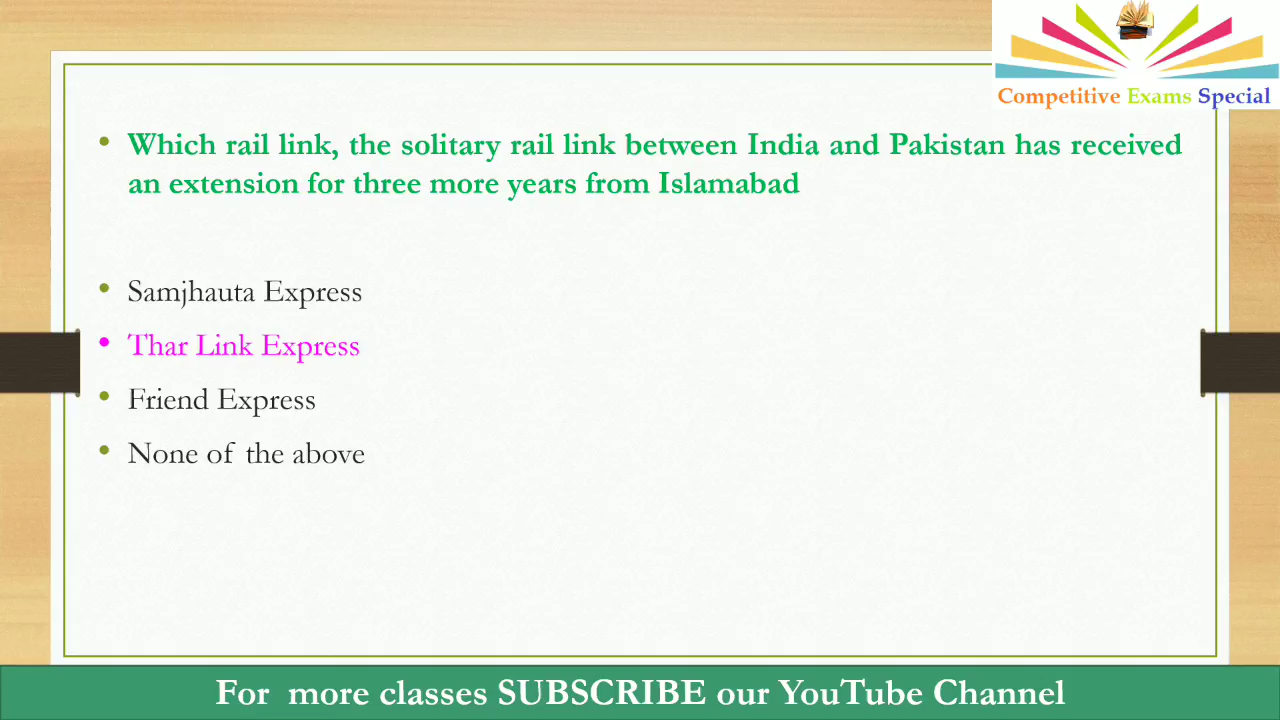 Competitive Exams Special
• Which rail link, the solitary rail link between India and Pakistan has received
an extension for three more years from Islamabad
• Samjhauta Express
• Thar Link Express
• Friend Express
• None of the above
For more classes SUBSCRIBE our YouTube Channel